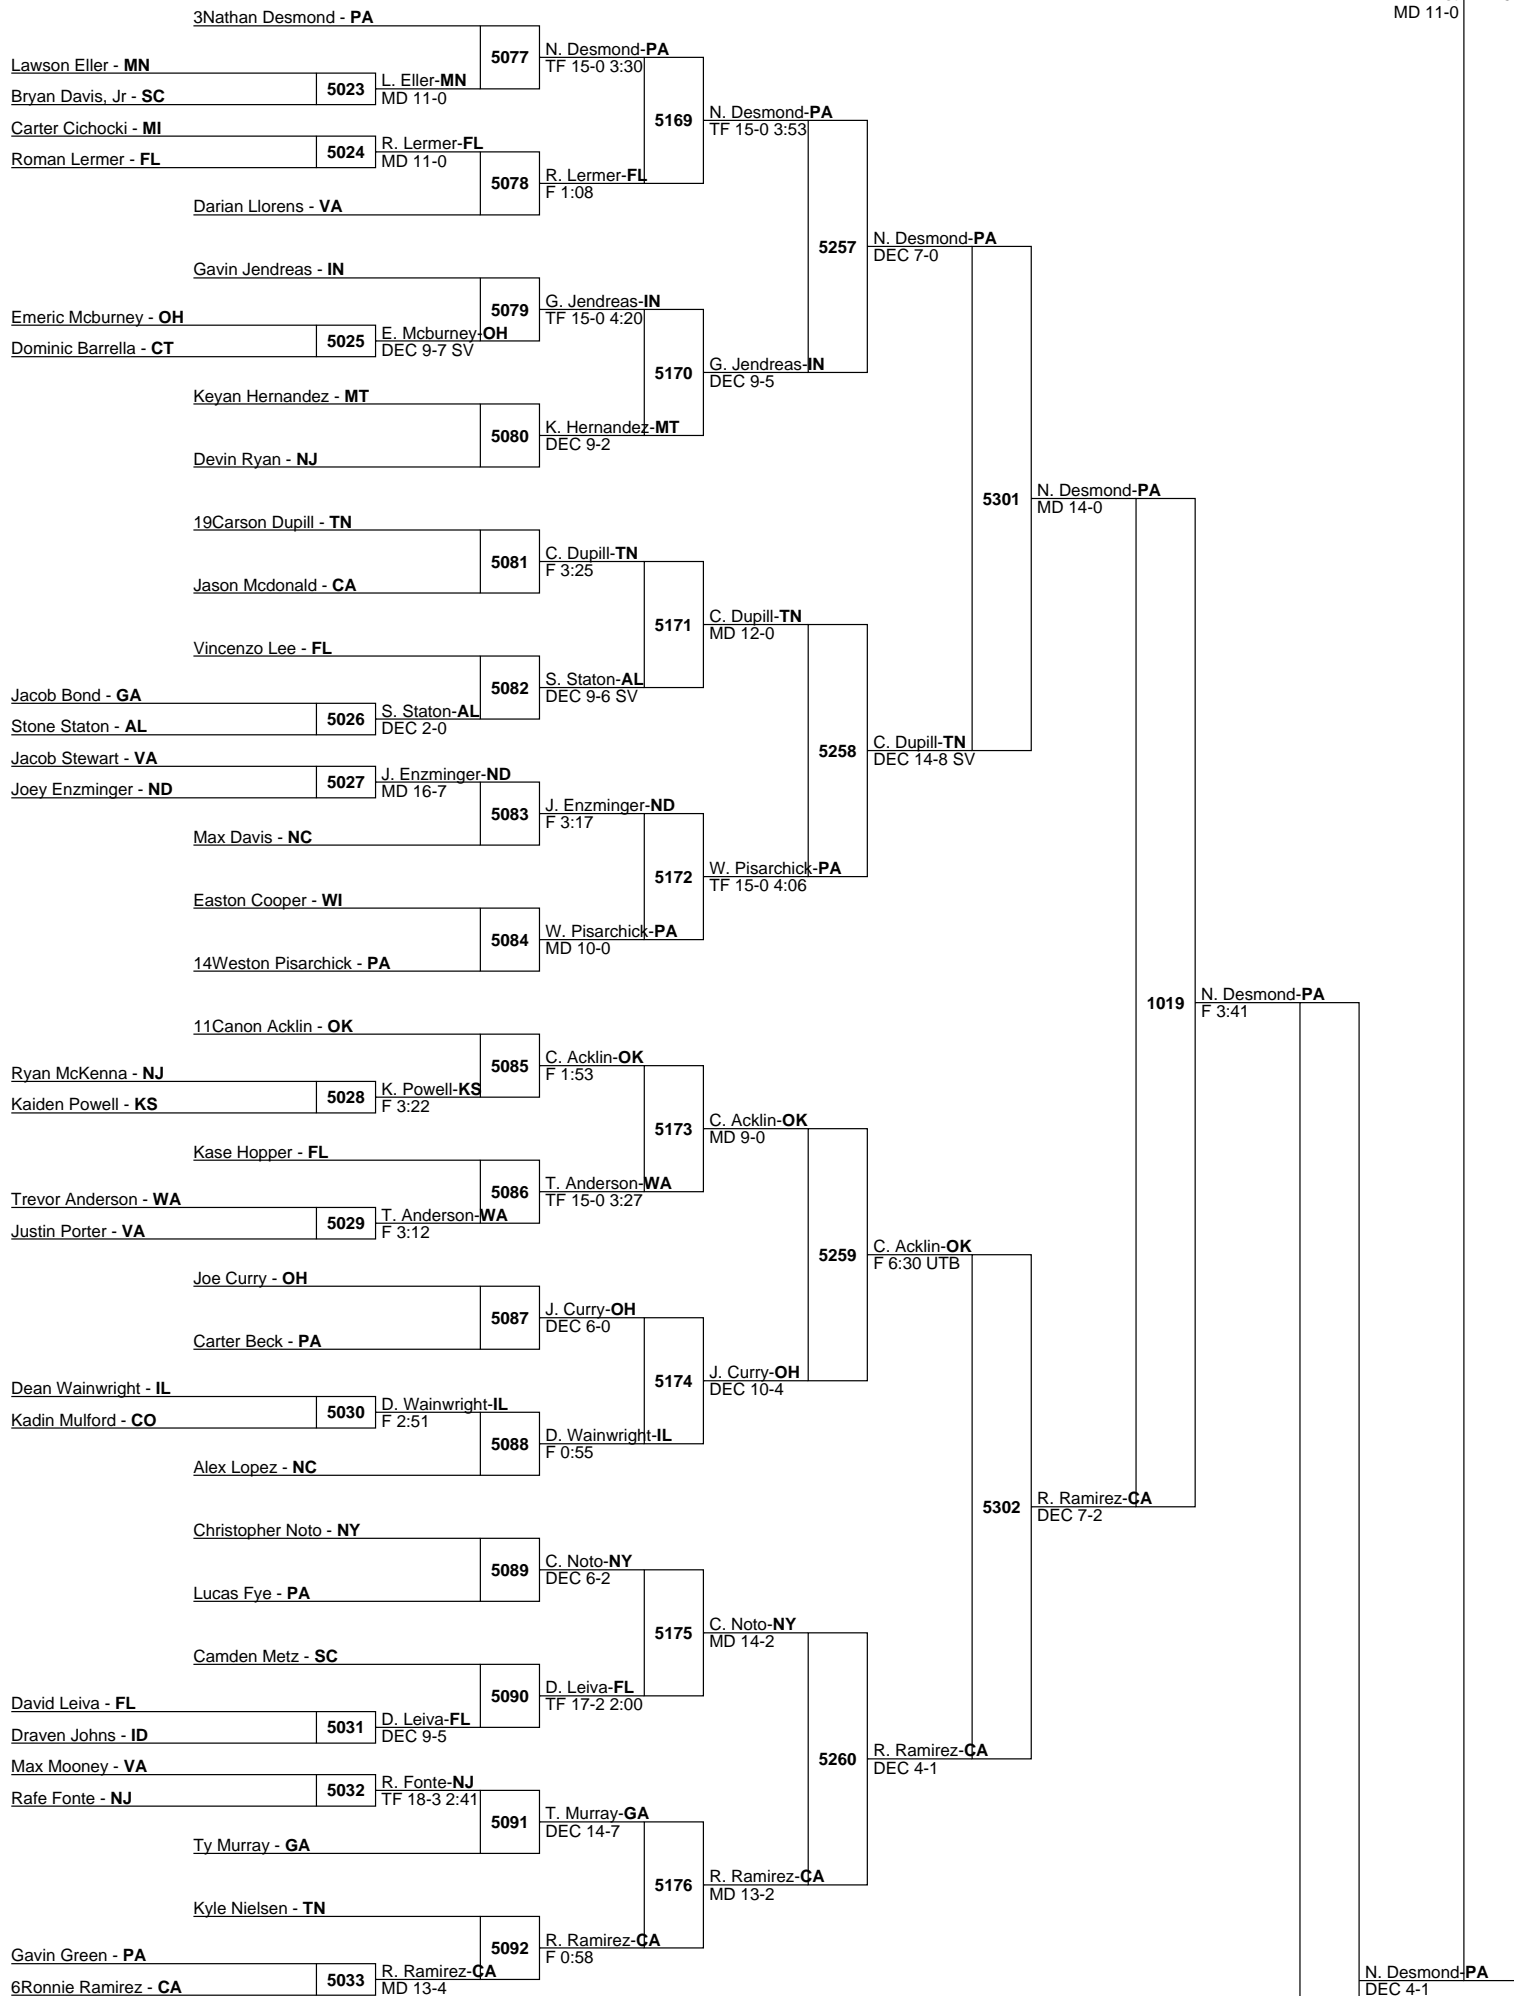 MD 11-0
3Nathan Desmond - PA
5077
N. Desmond-PA
TF 15-0 3:30
Lawson Eller - MN
5023
L. Eller-MN
MD 11-0
Bryan Davis, Jr - SC
5169
N. Desmond-PA
TF 15-0 3:53
Carter Cichocki - MI
5024
R. Lermer-FL
MD 11-0
Roman Lermer - FL
5078
R. Lermer-FL
F 1:08
Darian Llorens - VA
5257
N. Desmond-PA
DEC 7-0
Gavin Jendreas - IN
5079
G. Jendreas-IN
TF 15-0 4:20
Emeric Mcburney - OH
5025
E. Mcburney-OH
DEC 9-7 SV
Dominic Barrella - CT
5170
G. Jendreas-IN
DEC 9-5
Keyan Hernandez - MT
5080
K. Hernandez-MT
DEC 9-2
Devin Ryan - NJ
5301
N. Desmond-PA
MD 14-0
19Carson Dupill - TN
5081
C. Dupill-TN
F 3:25
Jason Mcdonald - CA
5171
C. Dupill-TN
MD 12-0
Vincenzo Lee - FL
5082
S. Staton-AL
DEC 9-6 SV
Jacob Bond - GA
5026
S. Staton-AL
DEC 2-0
Stone Staton - AL
5258
C. Dupill-TN
DEC 14-8 SV
Jacob Stewart - VA
5027
J. Enzminger-ND
MD 16-7
Joey Enzminger - ND
5083
J. Enzminger-ND
F 3:17
Max Davis - NC
5172
W. Pisarchick-PA
TF 15-0 4:06
Easton Cooper - WI
5084
W. Pisarchick-PA
MD 10-0
14Weston Pisarchick - PA
1019
N. Desmond-PA
F 3:41
11Canon Acklin - OK
5085
C. Acklin-OK
F 1:53
Ryan McKenna - NJ
5028
K. Powell-KS
F 3:22
Kaiden Powell - KS
5173
C. Acklin-OK
MD 9-0
Kase Hopper - FL
5086
T. Anderson-WA
TF 15-0 3:27
Trevor Anderson - WA
5029
T. Anderson-WA
F 3:12
Justin Porter - VA
5259
C. Acklin-OK
F 6:30 UTB
Joe Curry - OH
5087
J. Curry-OH
DEC 6-0
Carter Beck - PA
5174
J. Curry-OH
DEC 10-4
Dean Wainwright - IL
5030
D. Wainwright-IL
F 2:51
Kadin Mulford - CO
5088
D. Wainwright-IL
F 0:55
Alex Lopez - NC
5302
R. Ramirez-CA
DEC 7-2
Christopher Noto - NY
5089
C. Noto-NY
DEC 6-2
Lucas Fye - PA
5175
C. Noto-NY
MD 14-2
Camden Metz - SC
5090
D. Leiva-FL
TF 17-2 2:00
David Leiva - FL
5031
D. Leiva-FL
DEC 9-5
Draven Johns - ID
5260
R. Ramirez-CA
DEC 4-1
Max Mooney - VA
5032
R. Fonte-NJ
TF 18-3 2:41
Rafe Fonte - NJ
5091
T. Murray-GA
DEC 14-7
Ty Murray - GA
5176
R. Ramirez-CA
MD 13-2
Kyle Nielsen - TN
5092
R. Ramirez-CA
F 0:58
Gavin Green - PA
5033
R. Ramirez-CA
MD 13-4
6Ronnie Ramirez - CA
N. Desmond-PA
DEC 4-1